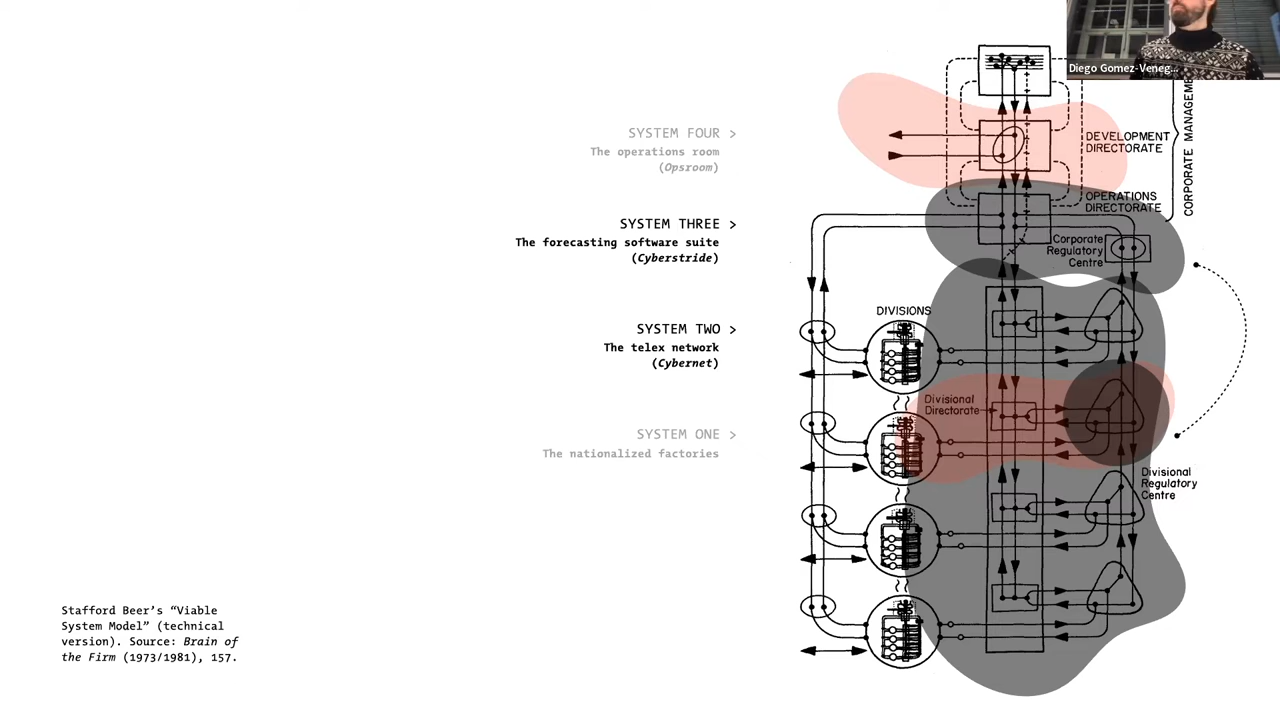 Diego Gomez-Veneg...
SYSTEM FOUR >
The operations room
(Opsroom)
SYSTEM THREE >
The forecasting software suite
(Cyberstride)
SYSTEM TWO >
The telex network
(Cybernet)
SYSTEM ONE >
The nationalized factories
Stafford Beer’s “Viable
System Model” (technical
version). Source: Brain of
the Firm (1973/1981), 157.
DEVELOPMENT
DIRECTORATE
OPERATIONS
DIRECTORATE
CORPORATE
Corporate
Regulatory
Centre
DIVISIONS
Divisional
Directorate
Divisional
Regulatory
Centre